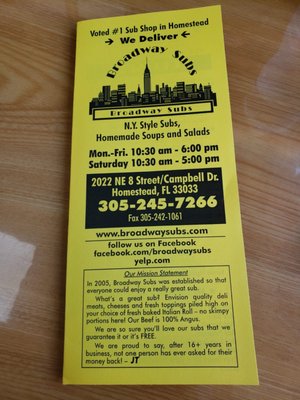 Voted #1 Sub Shop in Homestead
We Deliver
Broadway Subs
Broadway Subs
N.Y. Style Subs,
Homemade Soups and Salads
Mon.-Fri. 10:30 am - 6:00 pm
Saturday 10:30 am - 5:00 pm
2022 NE 8 Street/Campbell Dr.
Homestead, FL 33033
305-245-7266
Fax 305-242-1061
www.broadwaysubs.com
follow us on Facebook
facebook.com/broadwaysubs
yelp.com
Our Mission Statement
In 2005, Broadway Subs was established so that
everyone could enjoy a really great sub.
What's a great sub? Envision quality deli
meats, cheeses and fresh toppings piled high on
your choice of fresh baked Italian Roll – no skimpy
portions here! Our Beef is 100% Angus.
We are so sure you'll love our subs that we
guarantee it or it's FREE.
We are proud to say, after 16+ years in
business, not one person has ever asked for their
money back! – JT